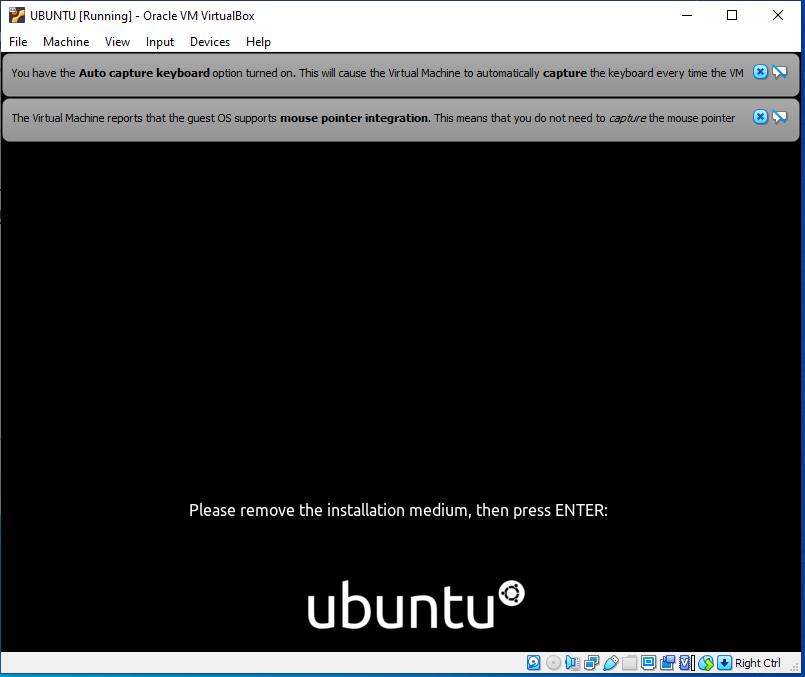 UBUNTU [Running] - Oracle VM VirtualBox
File Machine View Input Devices Help
You have the Auto capture keyboard option turned on. This will cause the Virtual Machine to automatically capture the keyboard every time the VM
The Virtual Machine reports that the guest OS supports mouse pointer integration. This means that you do not need to capture the mouse pointer
Please remove the installation medium, then press ENTER:
ubuntu
Right Ctrl